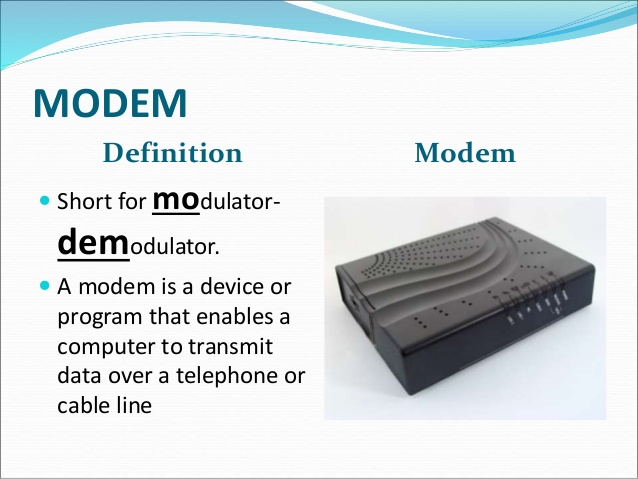 MODEM
Definition
Short for modulator-
demodulator.
A modem is a device or
program that enables a
computer to transmit
data over a telephone or
cable line
Modem